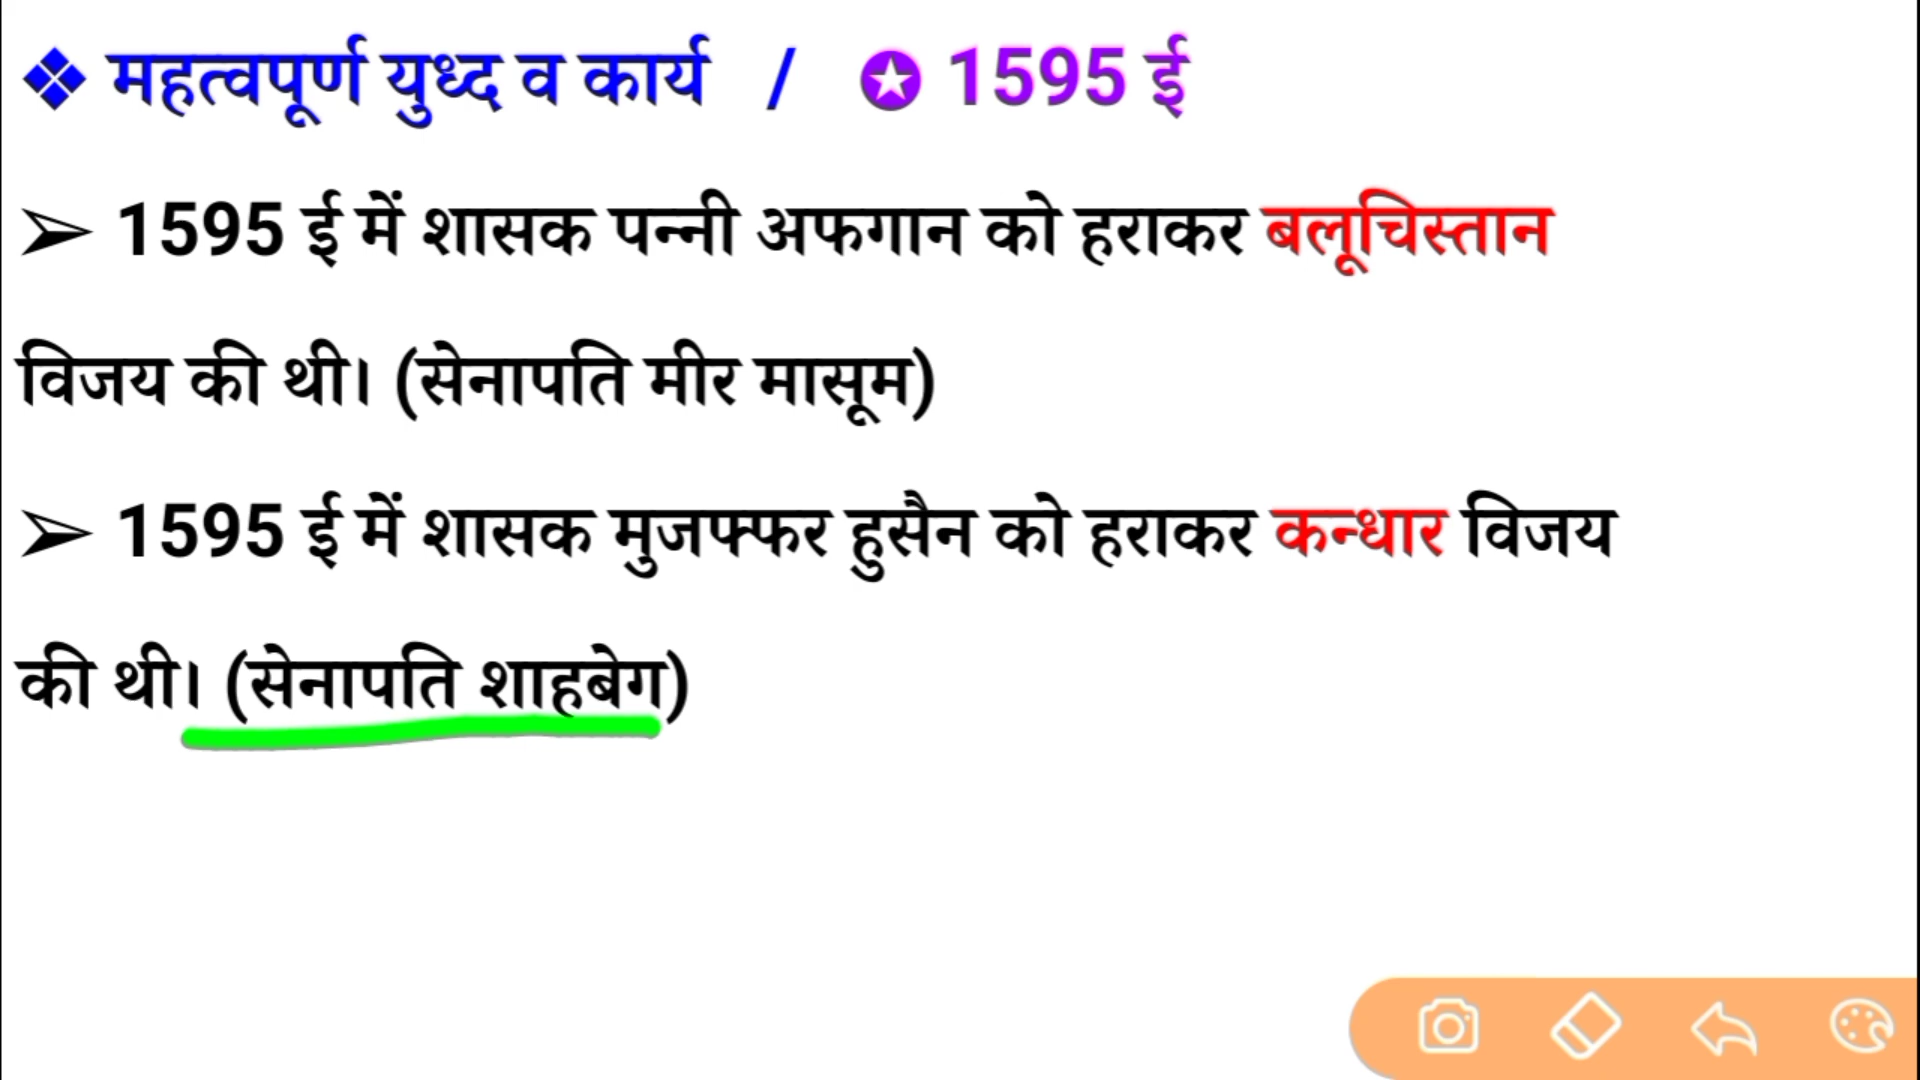 ❖ महत्वपूर्ण युध्द व कार्य / ✪ 1595 ई
➢ 1595 ई में शासक पन्नी अफगान को हराकर बलूचिस्तान
विजय की थी। (सेनापति मीर मासूम)
➢ 1595 ई में शासक मुजफ्फर हुसैन को हराकर कन्धार विजय
की थी। (सेनापति शाहबेग)